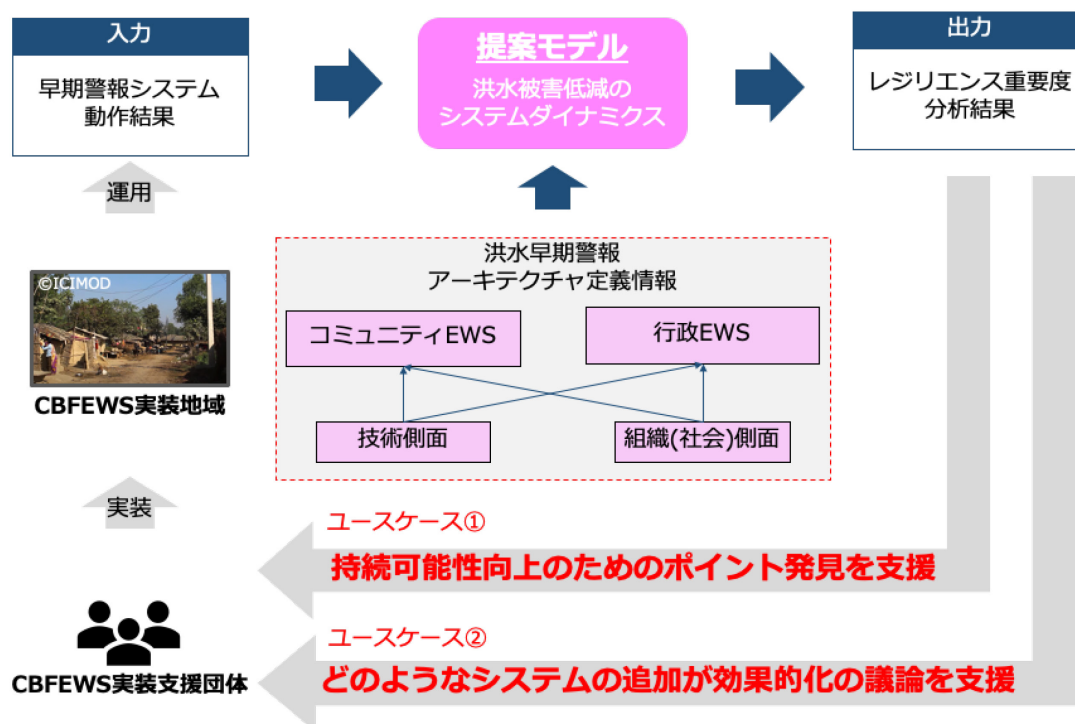 入力
早期警報システム
動作結果
提案モデル
洪水被害低減の
システムダイナミクス
出力
レジリエンス重要度
分析結果
運用
©ICIMOD
CBFEWS実装地域
洪水早期警報
アーキテクチャ定義情報
コミュニティEWS
行政EWS
技術側面
組織(社会)側面
実装
ユースケース①
持続可能性向上のためのポイント発見を支援
CBFEWS実装支援団体
ユースケース②
どのようなシステムの追加が効果的化の議論を支援